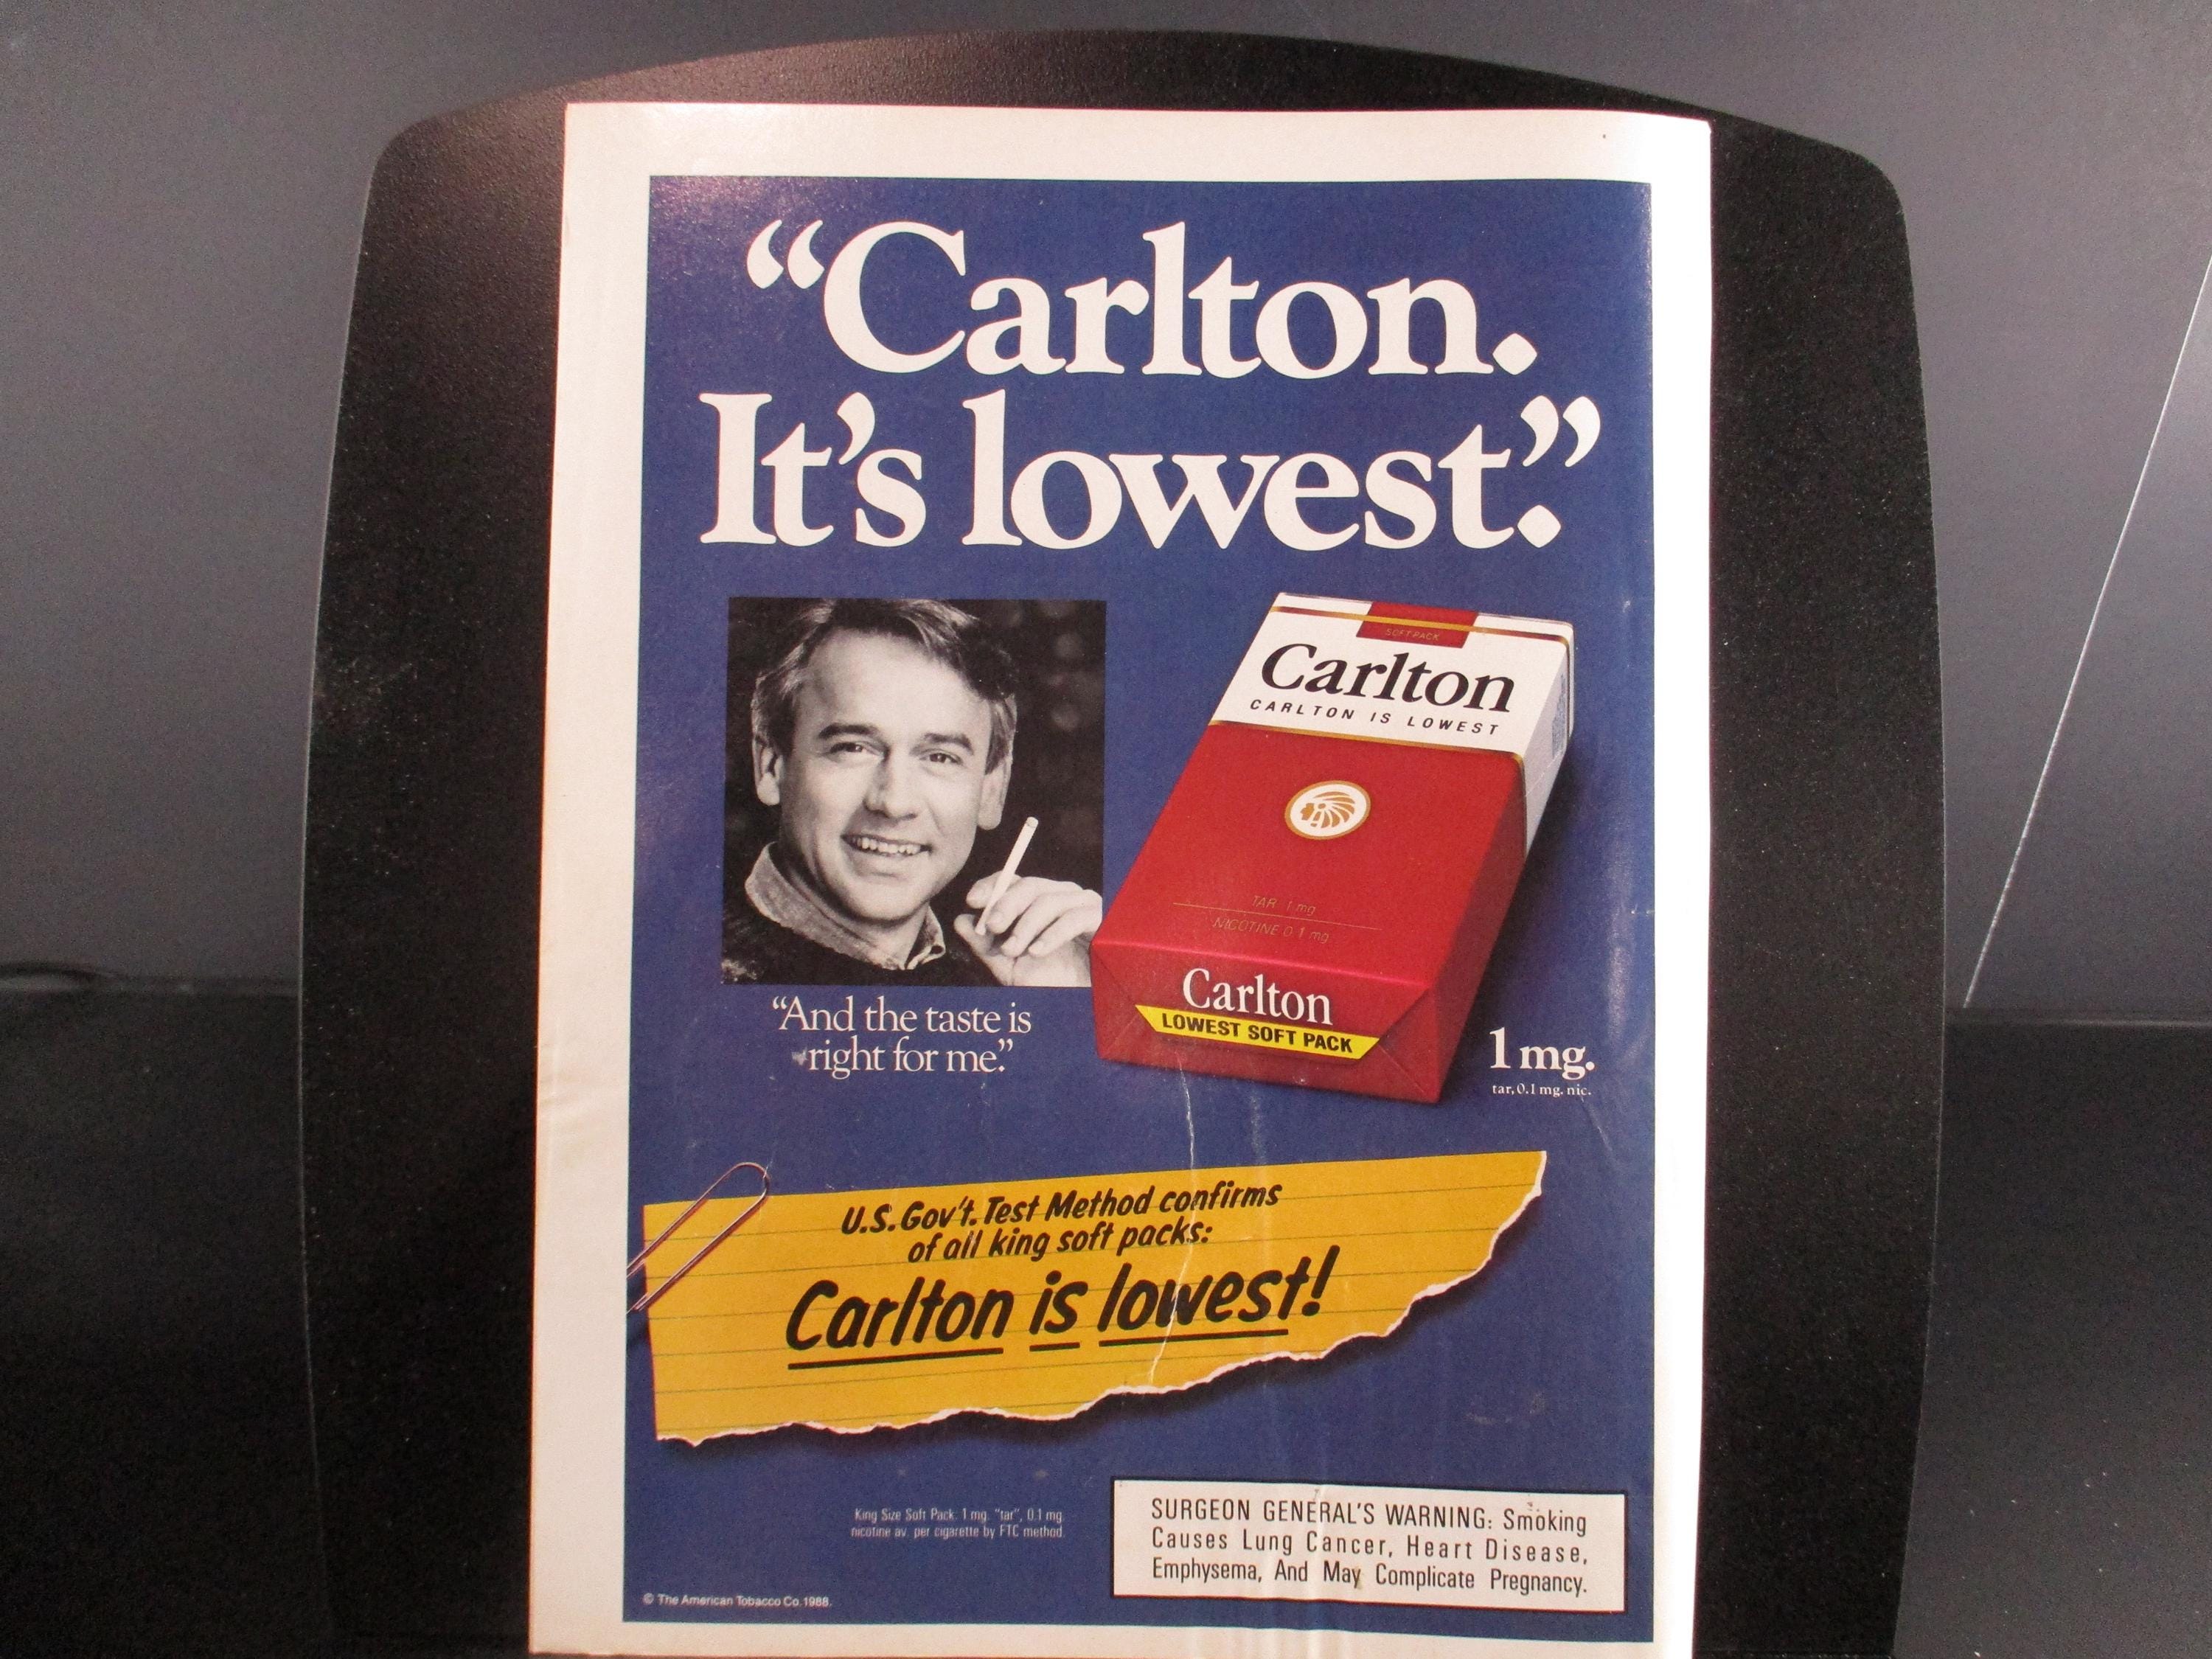 “Carlton.
It’s lowest.”
SOFT PACK
Carlton
CARLTON IS LOWEST
TAR 1 mg
NICOTINE 0.1 mg
Carlton
LOWEST SOFT PACK
“And the taste is
right for me.”
1 mg.
tar, 0.1 mg. nic.
U.S. Gov’t. Test Method confirms
of all king soft packs:
Carlton is lowest!
King Size Soft Pack: 1 mg. "tar", 0.1 mg.
nicotine av. per cigarette by FTC method.
SURGEON GENERAL’S WARNING: Smoking
Causes Lung Cancer, Heart Disease,
Emphysema, And May Complicate Pregnancy.
© The American Tobacco Co. 1988.